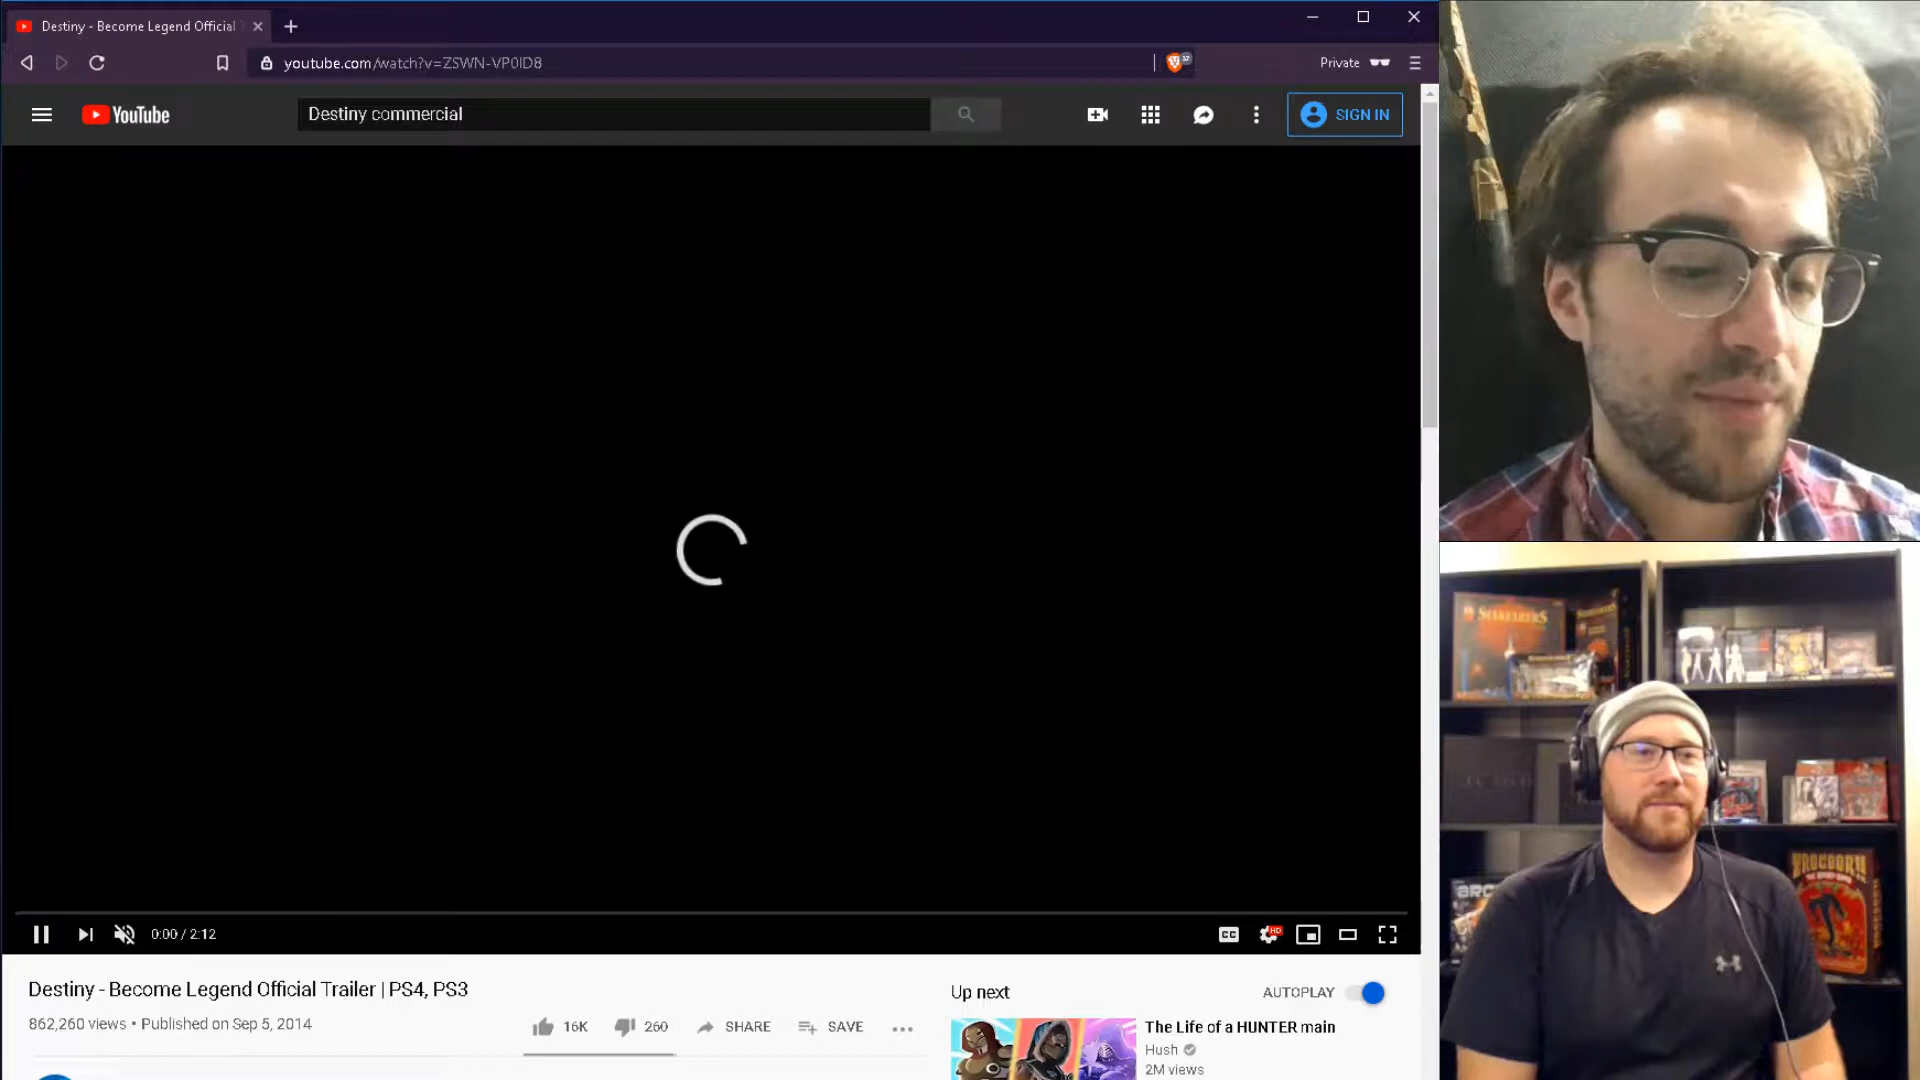 Destiny - Become Legend Official
youtube.com/watch?v=ZSWN-VP0ID8
Private
YouTube
Destiny commercial
SIGN IN
0:00 / 2:12
CC
HD
Destiny - Become Legend Official Trailer | PS4, PS3
862,260 views • Published on Sep 5, 2014
16K
260
SHARE
SAVE
Up next
AUTOPLAY
The Life of a HUNTER main
Hush
2M views